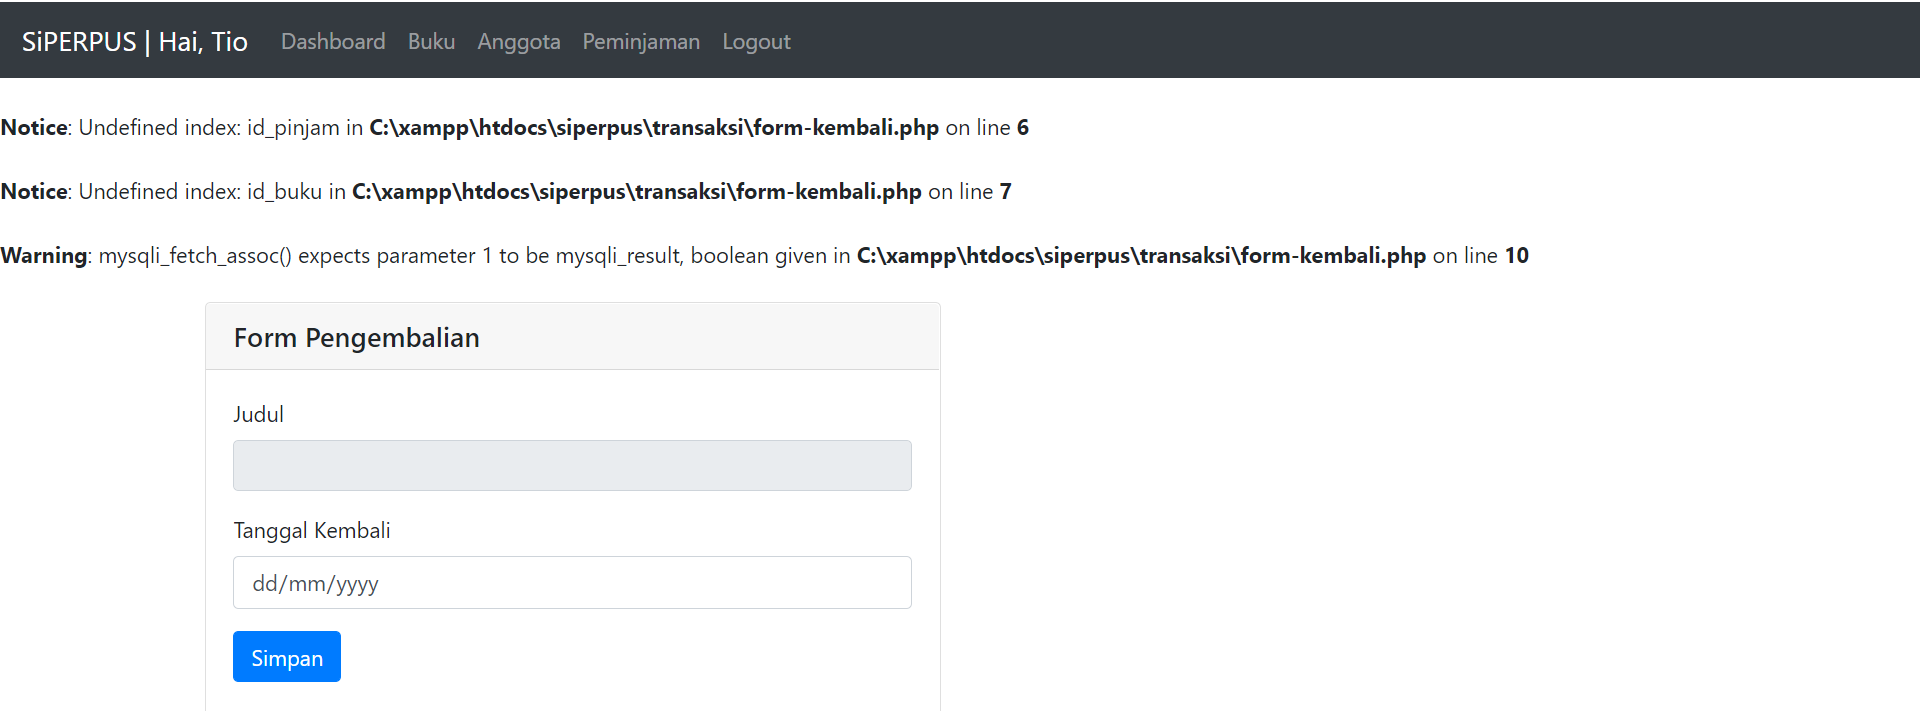 SiPERPUS | Hai, Tio Dashboard Buku Anggota Peminjaman Logout
Notice: Undefined index: id_pinjam in C:\xampp\htdocs\siperpus\transaksi\form-kembali.php on line 6
Notice: Undefined index: id_buku in C:\xampp\htdocs\siperpus\transaksi\form-kembali.php on line 7
Warning: mysqli_fetch_assoc() expects parameter 1 to be mysqli_result, boolean given in C:\xampp\htdocs\siperpus\transaksi\form-kembali.php on line 10
Form Pengembalian
Judul
Tanggal Kembali
dd/mm/yyyy
Simpan